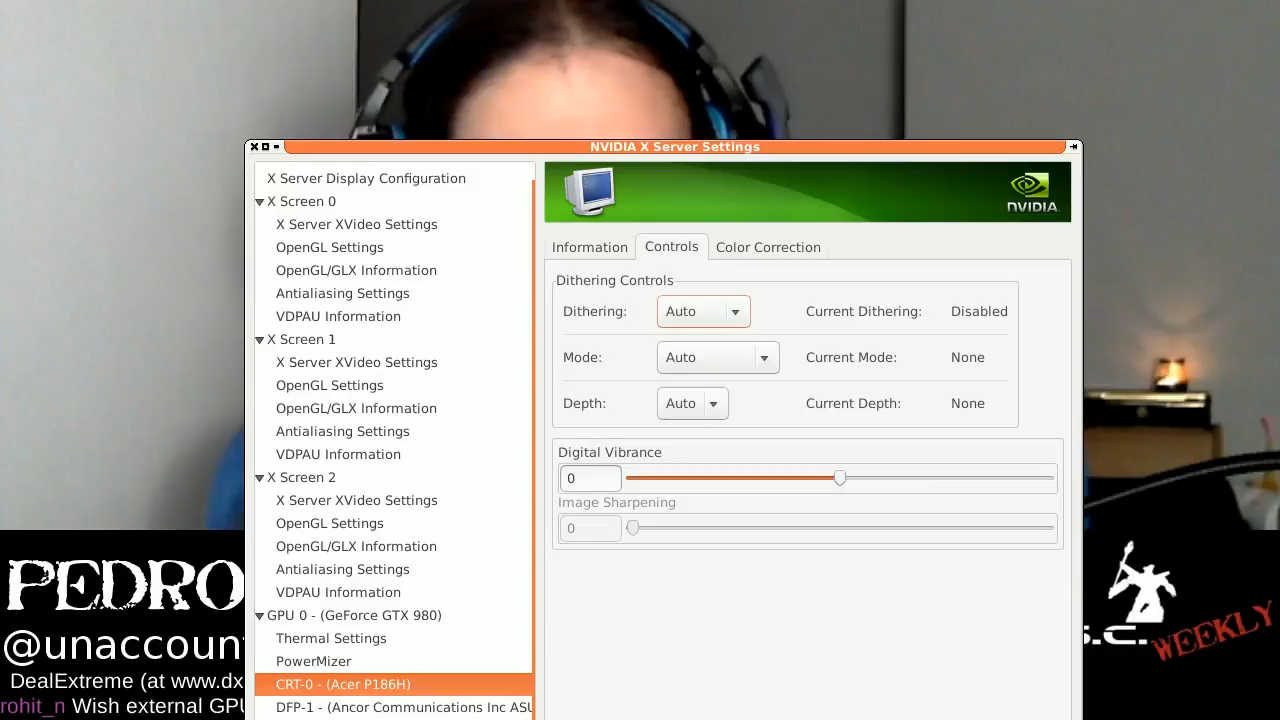 NVIDIA X Server Settings
X Server Display Configuration
X Screen 0
X Server XVideo Settings
OpenGL Settings
OpenGL/GLX Information
Antialiasing Settings
VDPAU Information
X Screen 1
X Server XVideo Settings
OpenGL Settings
OpenGL/GLX Information
Antialiasing Settings
VDPAU Information
X Screen 2
X Server XVideo Settings
OpenGL Settings
OpenGL/GLX Information
Antialiasing Settings
VDPAU Information
GPU 0 - (GeForce GTX 980)
Thermal Settings
PowerMizer
CRT-0 - (Acer P186H)
DFP-1 - (Ancor Communications Inc ASU
NVIDIA.
Information Controls Color Correction
Dithering Controls
Dithering: Auto Current Dithering: Disabled
Mode: Auto Current Mode: None
Depth: Auto Current Depth: None
Digital Vibrance
0
Image Sharpening
0
PEDRO
@unaccoun
DealExtreme (at www.dx
rohit_n Wish external GPU
S.C.
WEEKLY